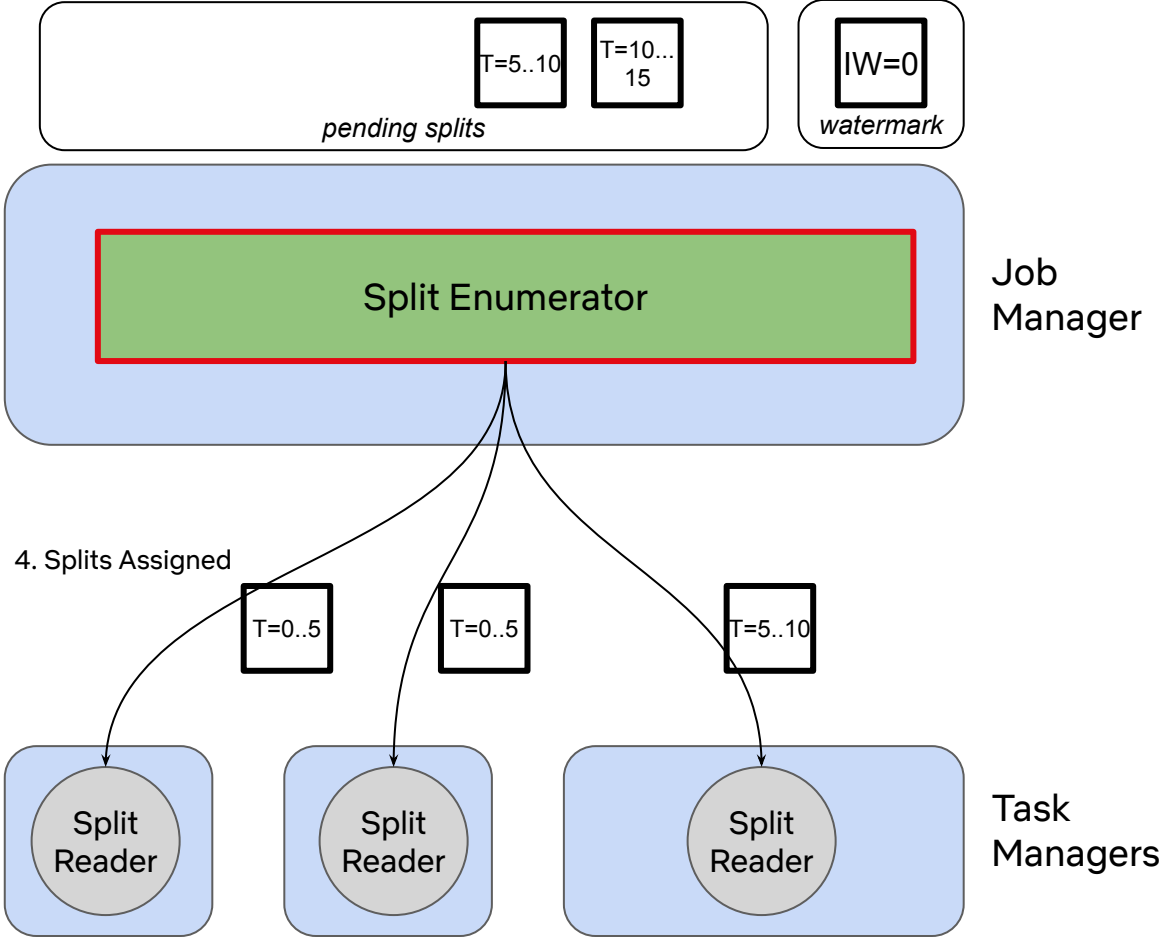 T=5..10
T=10...
15
IW=0
pending splits
watermark
Split Enumerator
Job
Manager
4. Splits Assigned
T=0..5
T=0..5
T=5..10
Split
Reader
Split
Reader
Split
Reader
Task
Managers